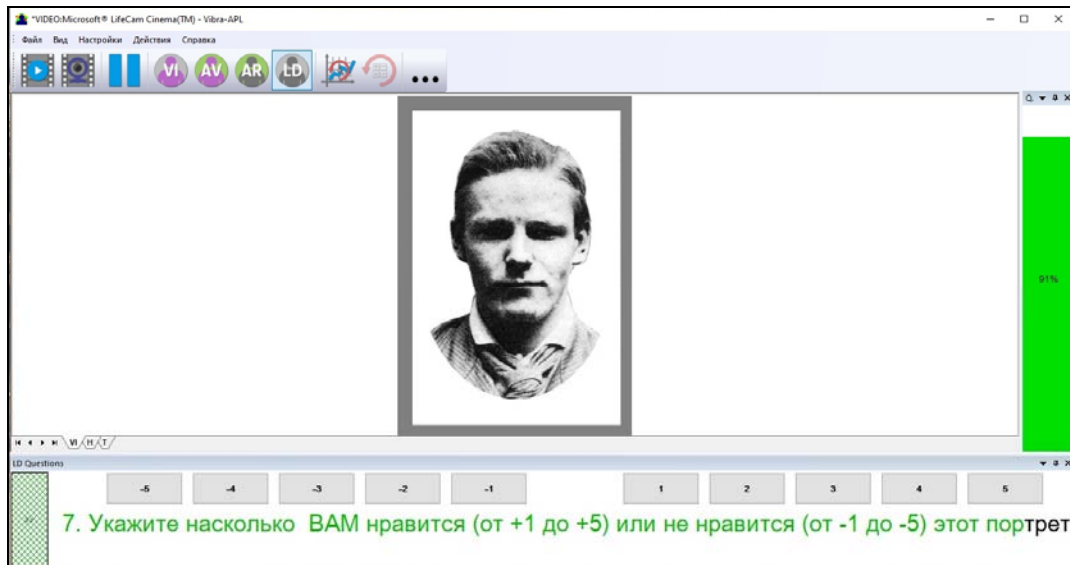 *VIDEO:Microsoft® LifeCam Cinema(TM) - Vibra-APL
Файл Вид Настройки Действия Справка
VI AV AR LD
91%
VI H T
LD Questions
-5 -4 -3 -2 -1 1 2 3 4 5
7. Укажите насколько ВАМ нравится (от +1 до +5) или не нравится (от -1 до -5) этот портрет